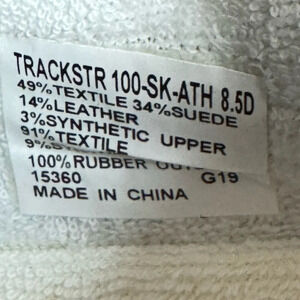 TRACKSTR 100-SK-ATH 8.5D
49%TEXTILE 34%SUEDE
14%LEATHER
3%SYNTHETIC UPPER
91%TEXTILE
100%RUBBER
15360 G19
MADE IN CHINA